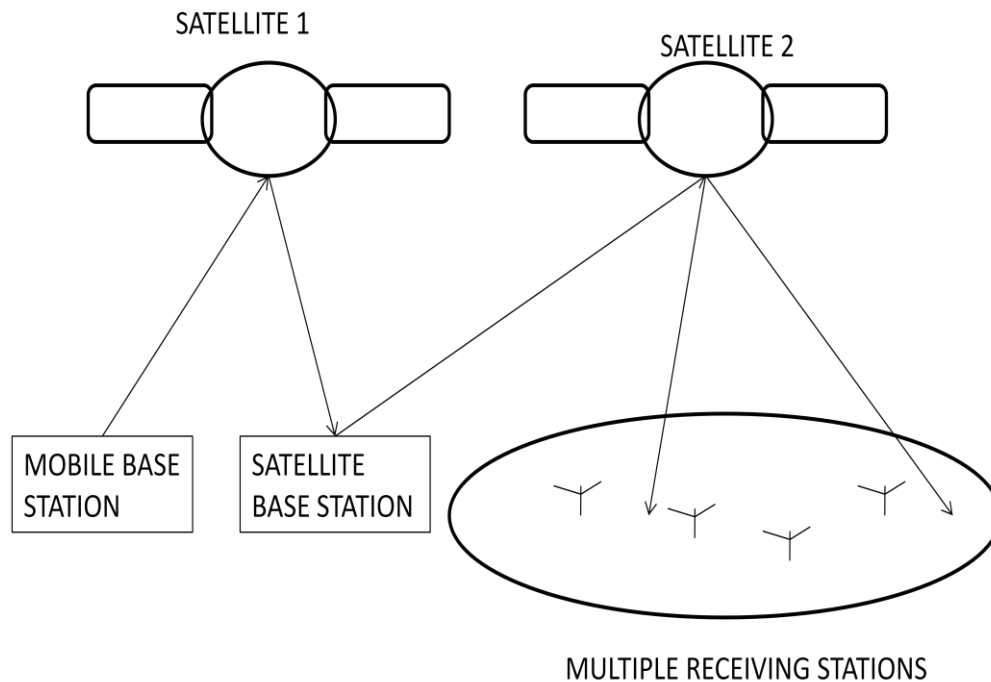 SATELLITE 1
SATELLITE 2
MOBILE BASE
STATION
SATELLITE
BASE STATION
MULTIPLE RECEIVING STATIONS